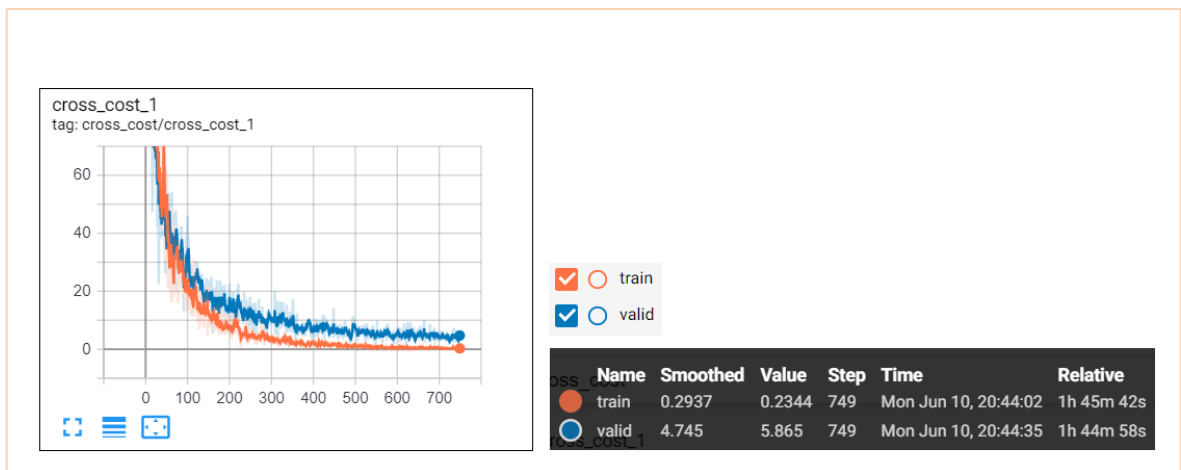 cross_cost_1
tag: cross_cost/cross_cost_1
60
40
20
0
0 100 200 300 400 500 600 700
train
valid
Name Smoothed Value Step Time Relative
train 0.2937 0.2344 749 Mon Jun 10, 20:44:02 1h 45m 42s
valid 4.745 5.865 749 Mon Jun 10, 20:44:35 1h 44m 58s